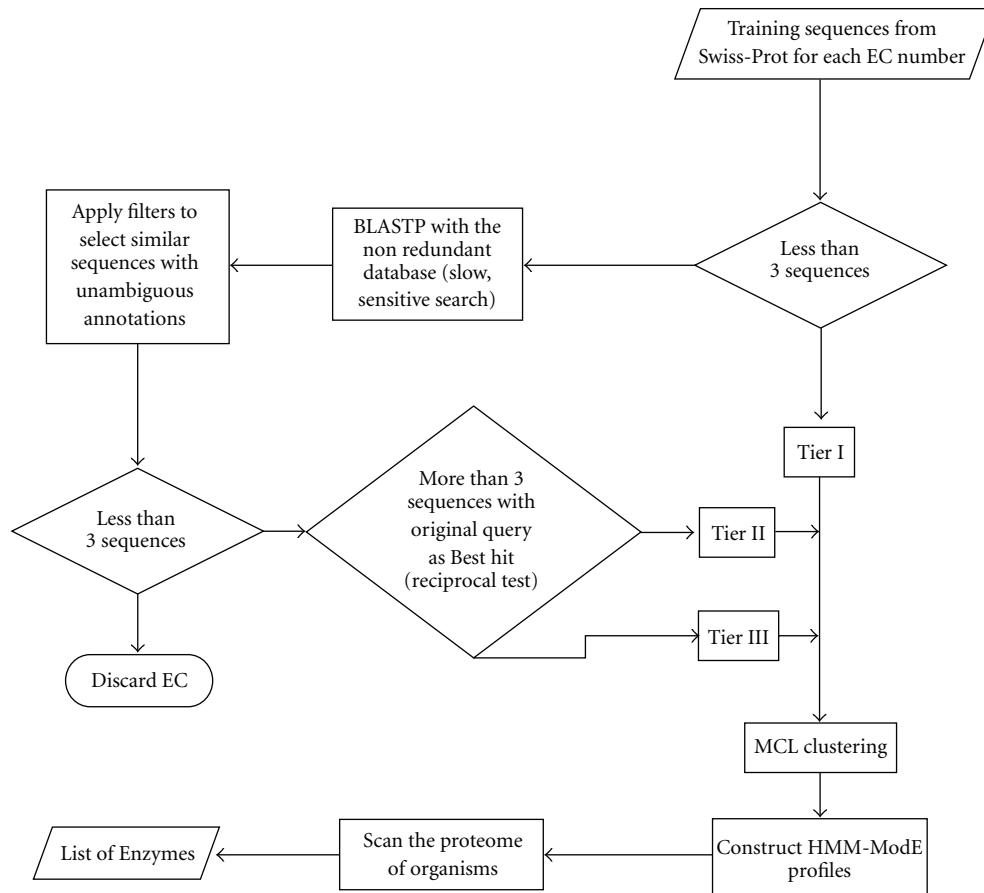 Training sequences from
Swiss-Prot for each EC number
Less than
3 sequences
BLASTP with the
non redundant
database (slow,
sensitive search)
Apply filters to
select similar
sequences with
unambiguous
annotations
Less than
3 sequences
More than 3
sequences with
original query
as Best hit
(reciprocal test)
Tier I
Tier II
Tier III
Discard EC
MCL clustering
Construct HMM-ModE
profiles
Scan the proteome
of organisms
List of Enzymes